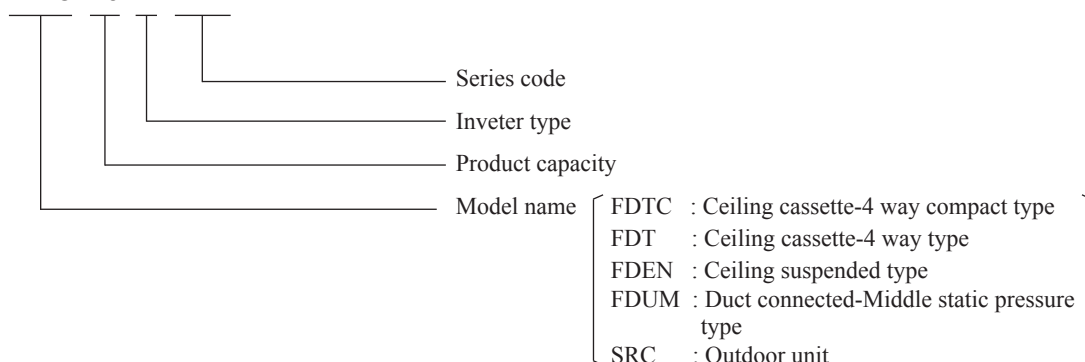 Series code
Inveter type
Product capacity
Model name
FDTC : Ceiling cassette-4 way compact type
FDT : Ceiling cassette-4 way type
FDEN : Ceiling suspended type
FDUM : Duct connected-Middle static pressure
type
SRC : Outdoor unit